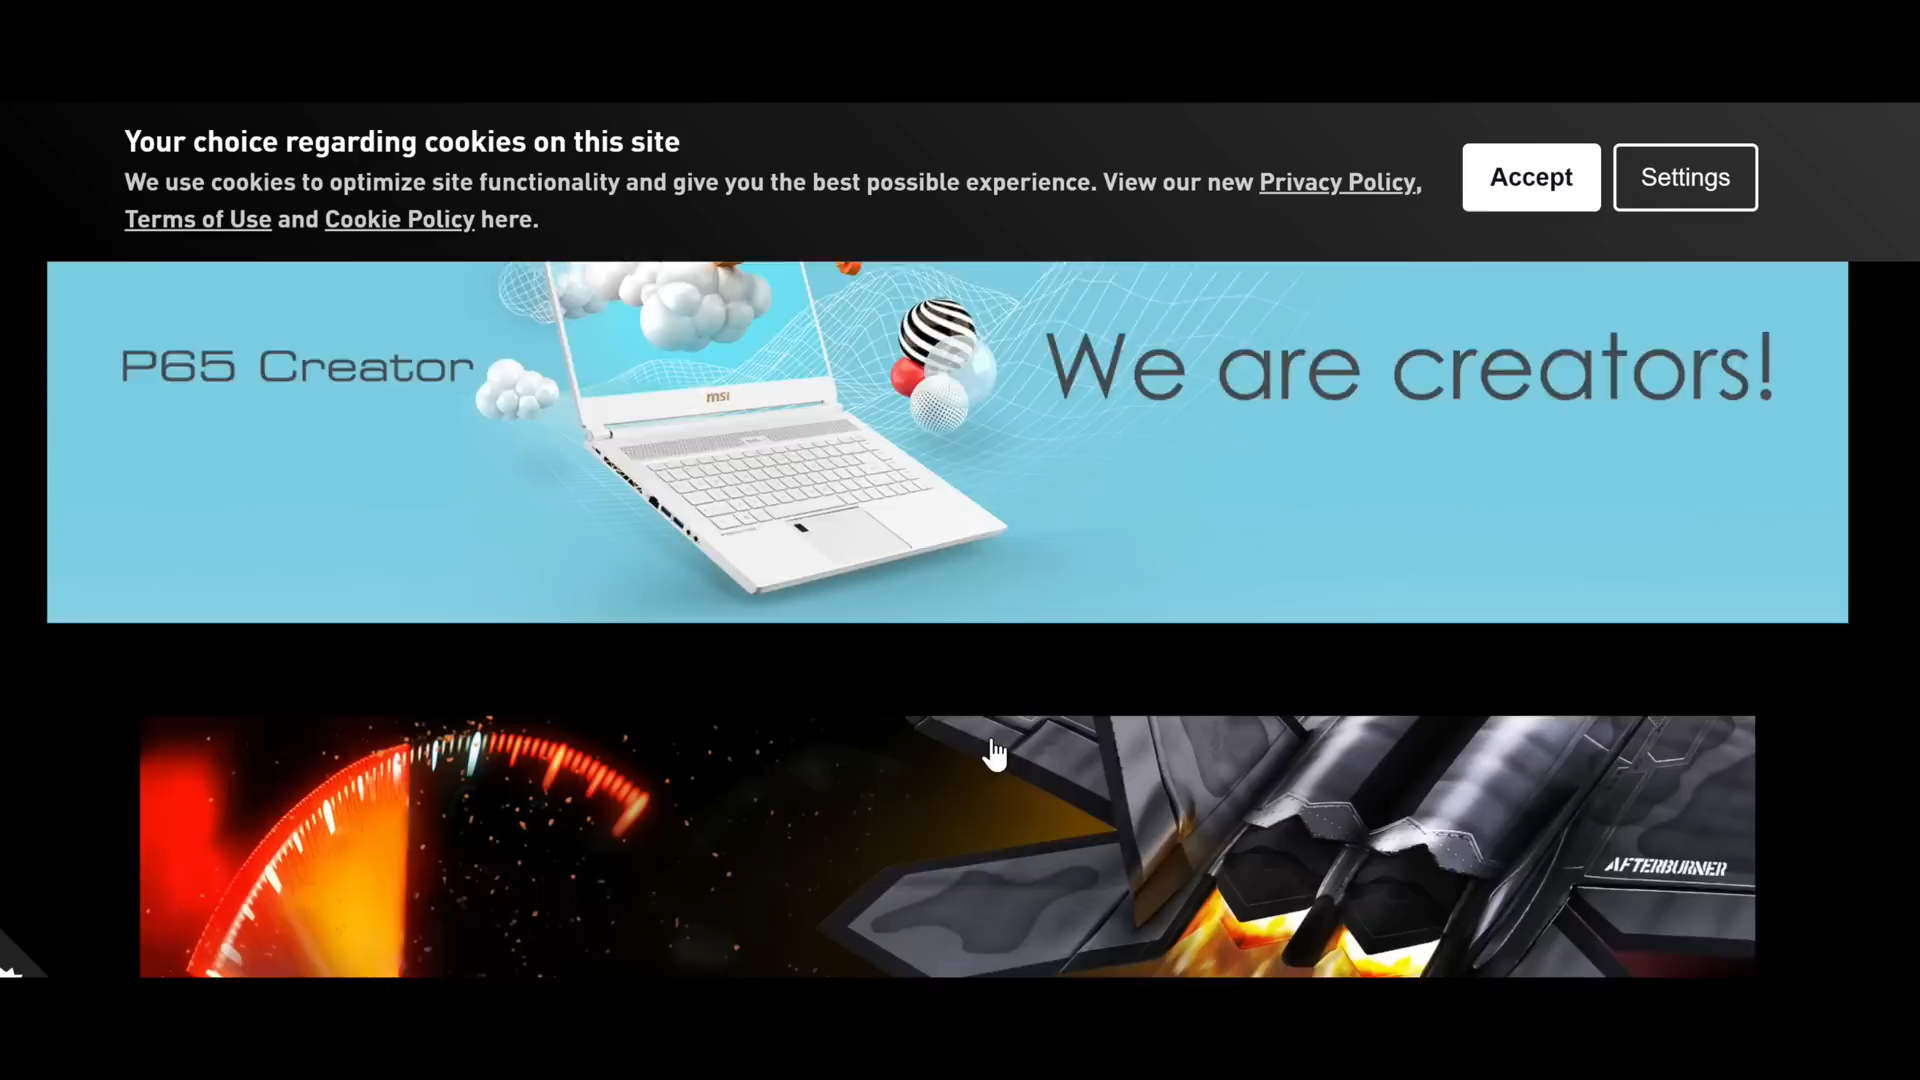 Your choice regarding cookies on this site
We use cookies to optimize site functionality and give you the best possible experience. View our new Privacy Policy,
Terms of Use and Cookie Policy here.
Accept
Settings
P65 Creator
msi
We are creators!
AFTERBURNER